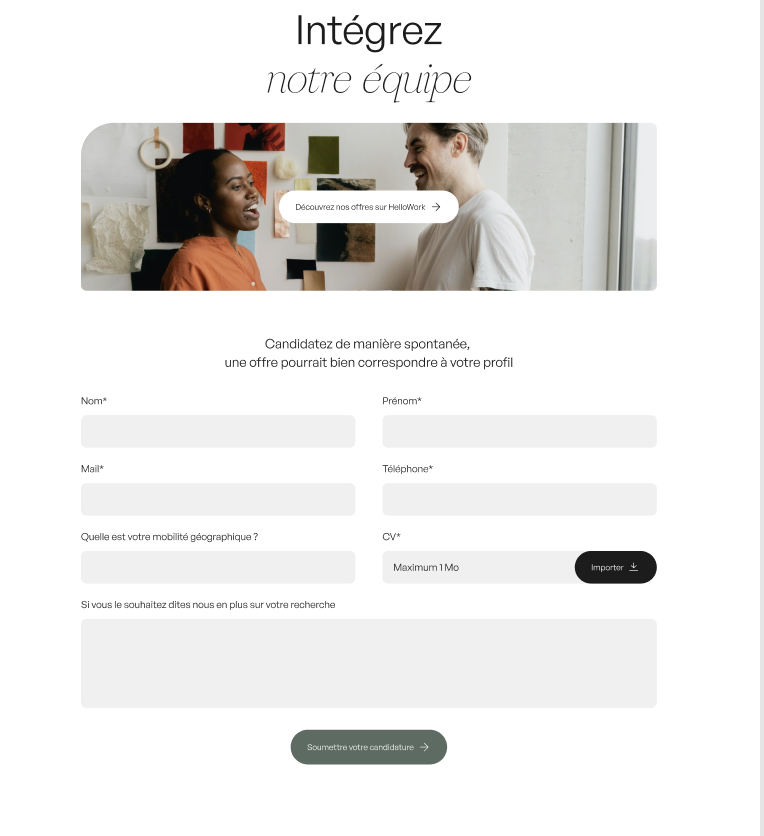 Intégrez
notre équipe
Découvrez nos offres sur HelloWork
Candidatez de manière spontanée,
une offre pourrait bien correspondre à votre profil
Nom*
Prénom*
Mail*
Téléphone*
Quelle est votre mobilité géographique ?
CV*
Maximum 1 Mo
Importer
Si vous le souhaitez dites nous en plus sur votre recherche
Soumettre votre candidature